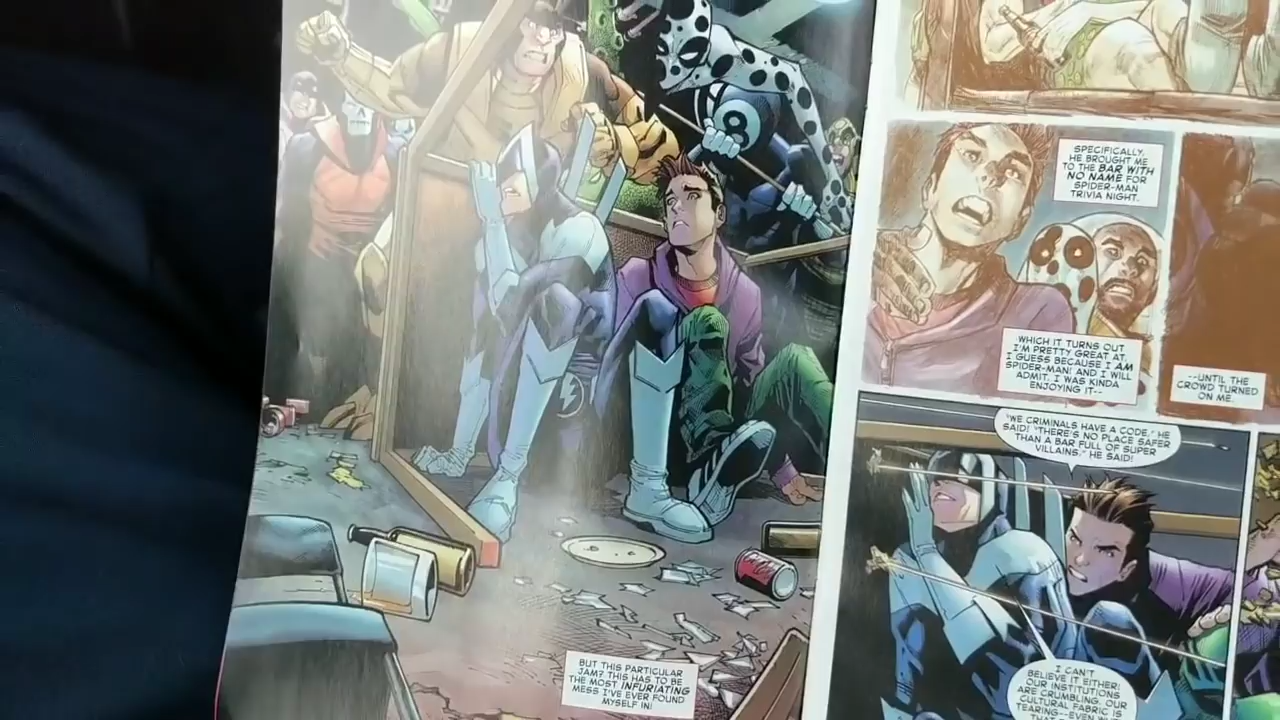 8
BUT THIS PARTICULAR
JAM? THIS HAS TO BE
THE MOST INFURIATING
MESS I'VE EVER FOUND
MYSELF IN!
SPECIFICALLY,
HE BROUGHT ME
TO THE BAR WITH
NO NAME FOR
SPIDER-MAN
TRIVIA NIGHT.
WHICH IT TURNS OUT
I'M PRETTY GREAT AT.
I GUESS BECAUSE I AM
SPIDER-MAN! AND I WILL
ADMIT, I WAS KINDA
ENJOYING IT--
--UNTIL THE
CROWD TURNED
ON ME.
"WE CRIMINALS HAVE A CODE," HE
SAID! "THERE'S NO PLACE SAFER
THAN A BAR FULL OF SUPER
VILLAINS," HE SAID!
I CAN'T
BELIEVE IT EITHER!
OUR INSTITUTIONS
ARE CRUMBLING. OUR
CULTURAL FABRIC IS
TEARING--EVEN